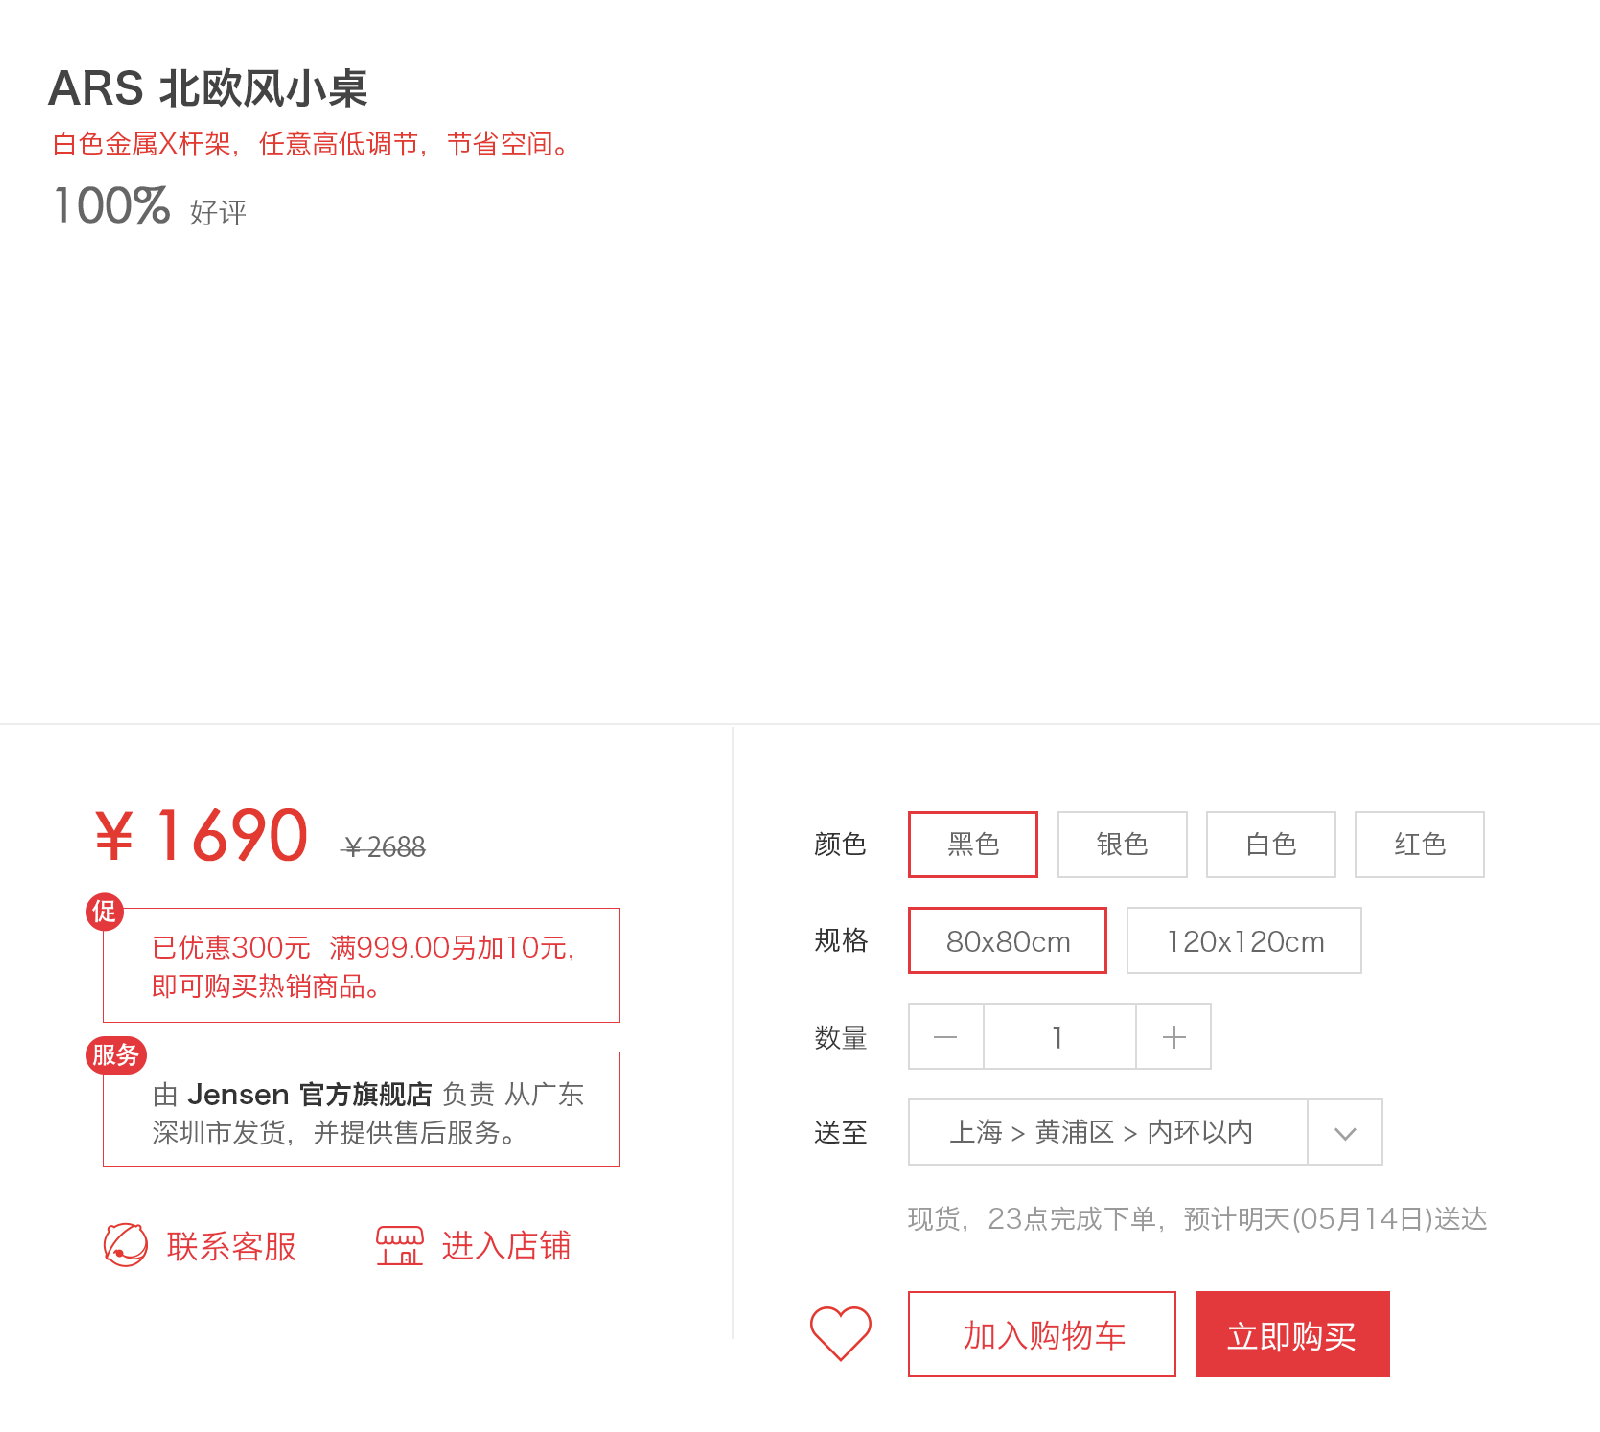 ARS 北欧风小桌
白色金属X杆架，任意高低调节，节省空间。
100% 好评
¥ 1690 ¥2688
促
已优惠300元 满999.00另加10元，
即可购买热销商品。
服务
由 Jensen 官方旗舰店 负责 从广东
深圳市发货，并提供售后服务。
联系客服 进入店铺
颜色 黑色 银色 白色 红色
规格 80x80cm 120x120cm
数量 — 1 +
送至 上海 > 黄浦区 > 内环以内
现货，23点完成下单，预计明天(05月14日)送达
加入购物车 立即购买